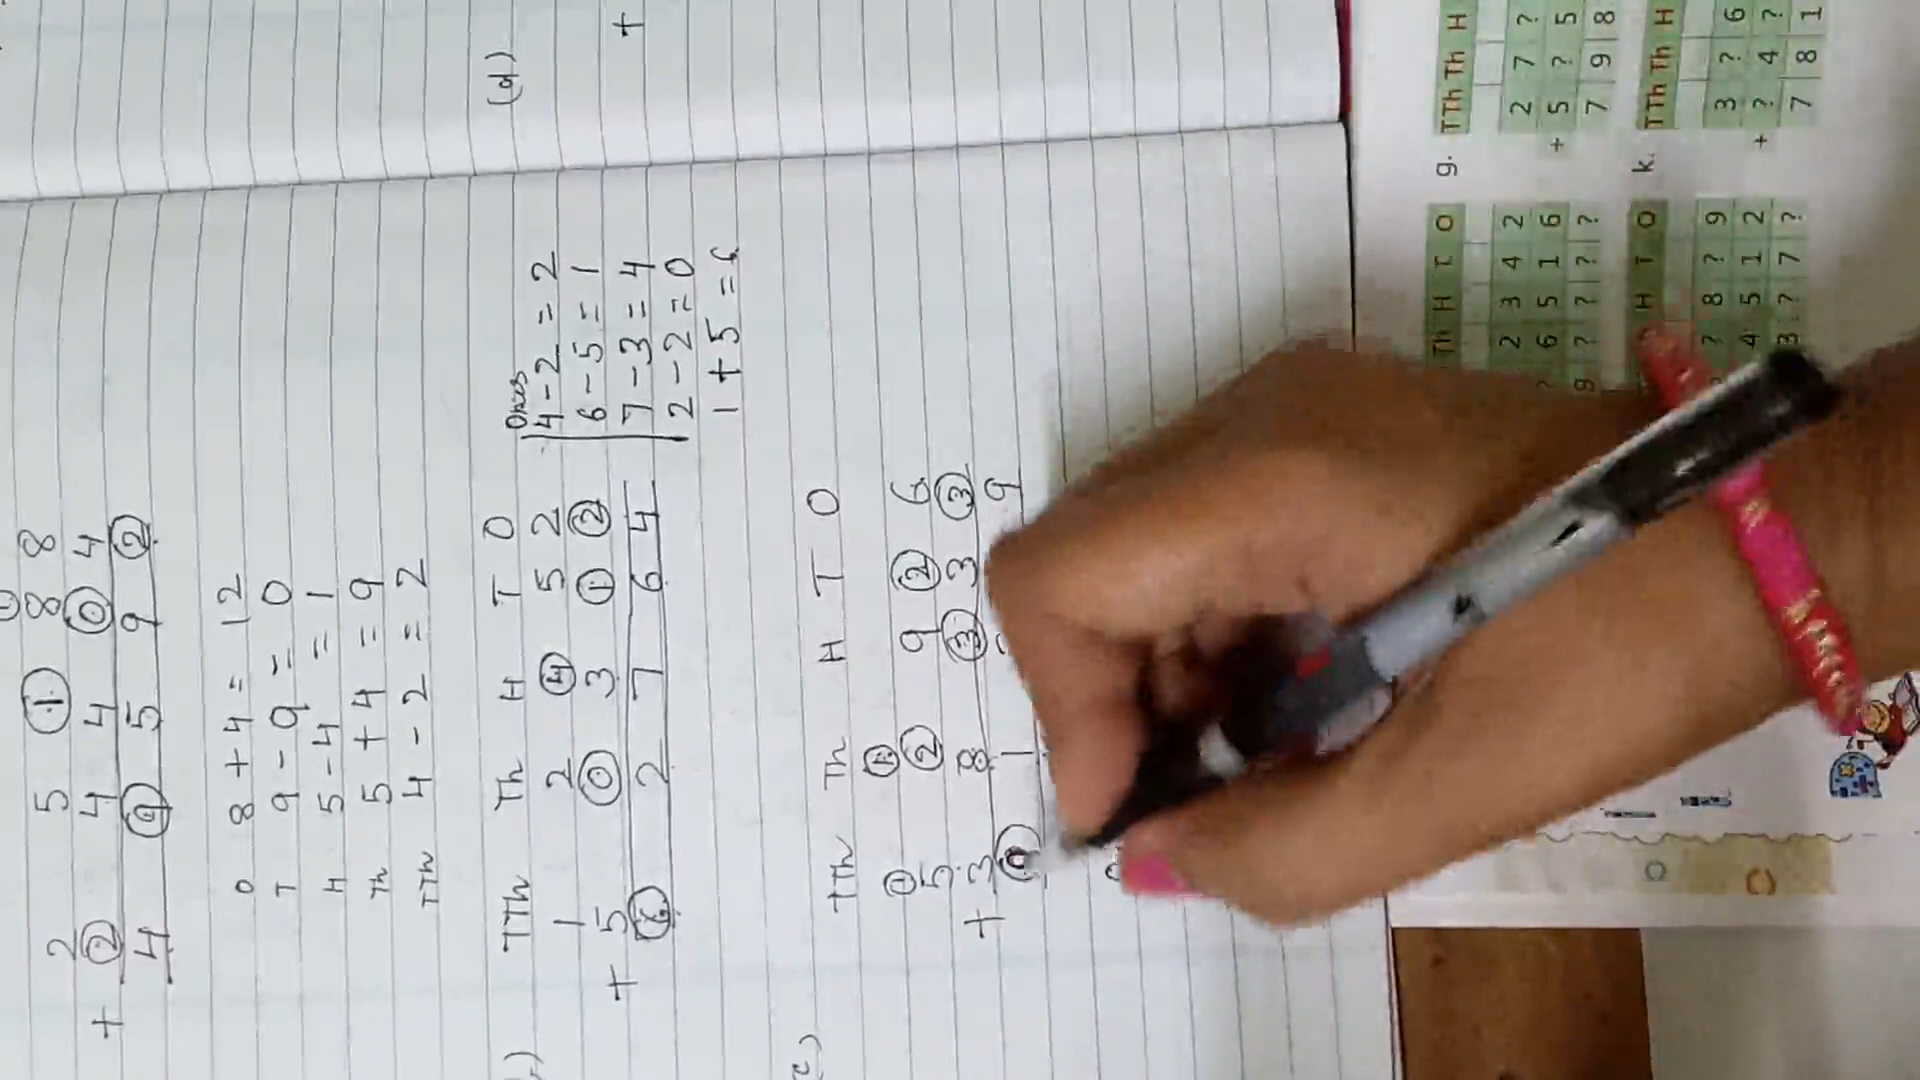 1
2 5 1 8 8
+ 2 4 4 0 4
4 9 5 9 2
O 8 + 4 = 12
T 9 - 9 = 0
H 5 - 4 = 1
Th 5 + 4 = 9
TTh 4 - 2 = 2
TTh Th H T O
1 2 4 5 2
+ 5 0 3 1 2
6 2 7 6 4
Ones
4 - 2 = 2
6 - 5 = 1
7 - 3 = 4
2 - 2 = 0
1 + 5 = 6
c)
TTh Th H T O
1 1
5 2 9 2 6
+ 3 8 3 3 3
9 1 9
(d)
+
Th H T O
2 3 4 2
? 6 5 1 6
9 ? ? ? ?
g. TTh Th H
2 7 ?
+ 5 ? 5
7 9 8
H T O
? 8 ? 9
4 5 1 2
3 ? 7 ?
k. TTh Th H
3 ? 6
+ ? 4 ?
7 8 1